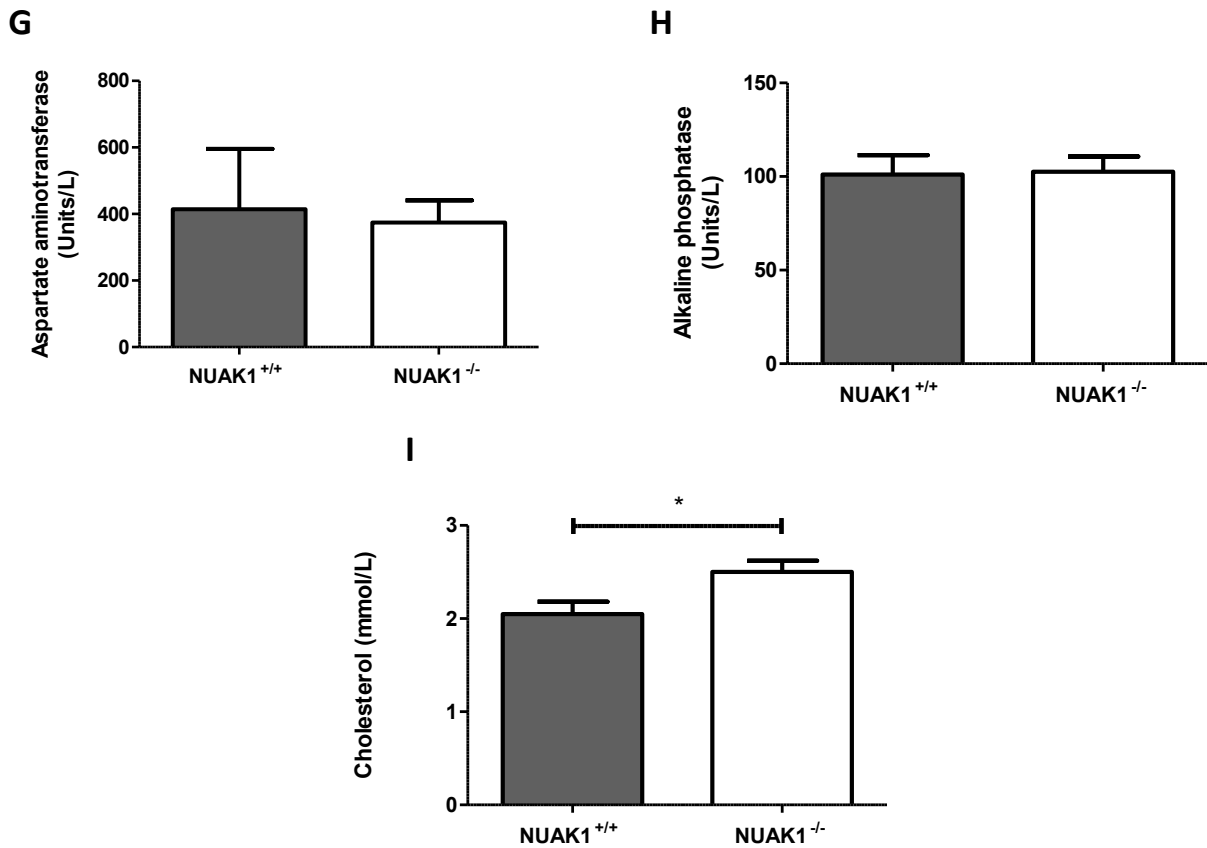 G
Aspartate aminotransferase
(Units/L)
800
600
400
200
0
NUAK1+/+
NUAK1-/-
H
Alkaline phosphatase
(Units/L)
150
100
50
0
NUAK1+/+
NUAK1-/-
I
Cholesterol (mmol/L)
3
2
1
0
*
NUAK1+/+
NUAK1-/-